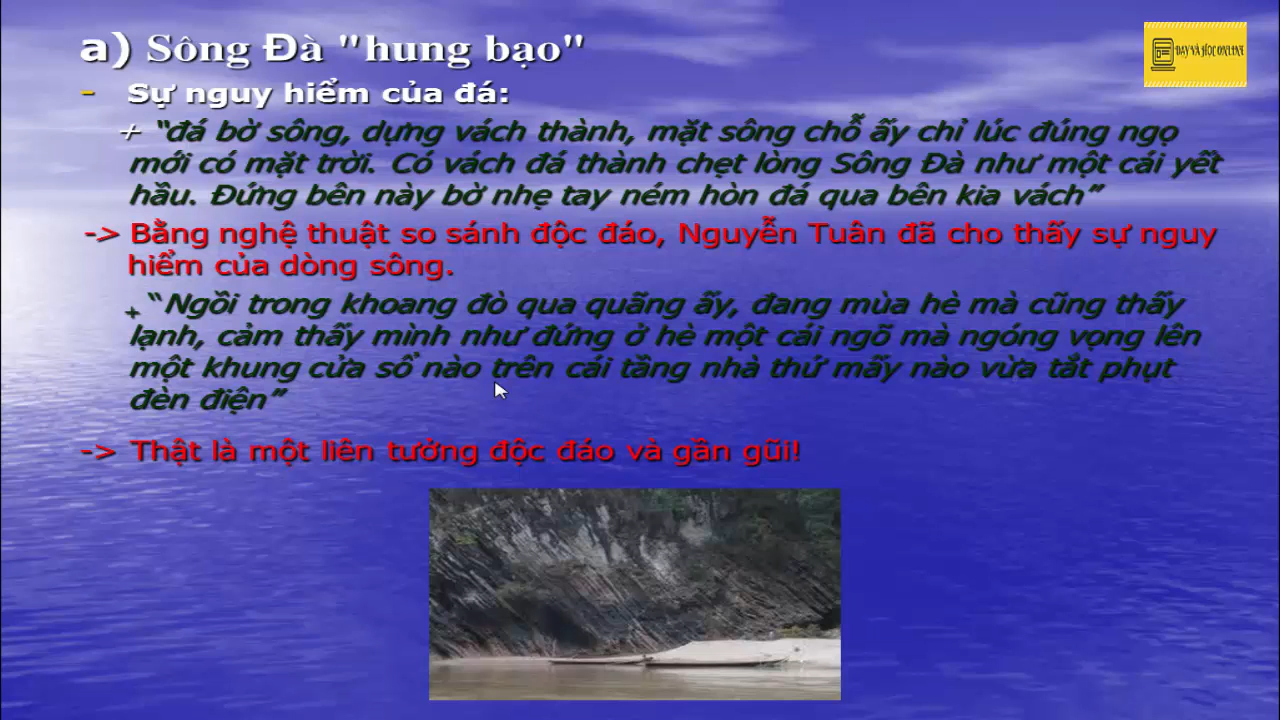 a) Sông Đà "hung bạo"
DẠY VÀ HỌC ONLINE
- Sự nguy hiểm của đá:
+ “đá bờ sông, dựng vách thành, mặt sông chỗ ấy chỉ lúc đúng ngọ
mới có mặt trời. Có vách đá thành chẹt lòng Sông Đà như một cái yết
hầu. Đứng bên này bờ nhẹ tay ném hòn đá qua bên kia vách”
-> Bằng nghệ thuật so sánh độc đáo, Nguyễn Tuân đã cho thấy sự nguy
hiểm của dòng sông.
+ “Ngồi trong khoang đò qua quãng ấy, đang mùa hè mà cũng thấy
lạnh, cảm thấy mình như đứng ở hè một cái ngõ mà ngóng vọng lên
một khung cửa sổ nào trên cái tầng nhà thứ mấy nào vừa tắt phụt
đèn điện”
-> Thật là một liên tưởng độc đáo và gần gũi!